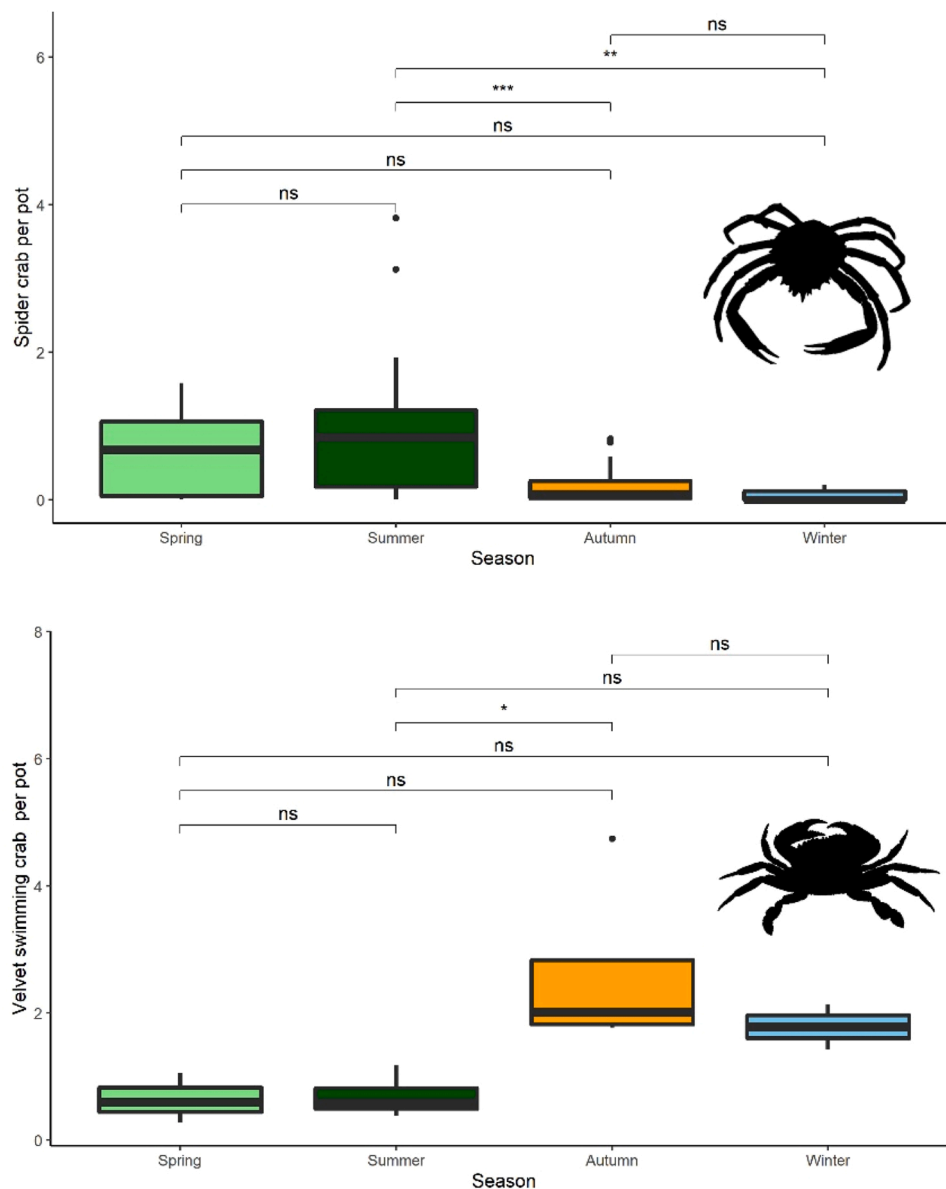 ns
**
6
***
ns
ns
ns
4
2
0
Spider crab per pot
Spring Summer Autumn Winter
Season
8
ns
ns
*
ns
6
ns
ns
4
2
0
Velvet swimming crab per pot
Spring Summer Autumn Winter
Season